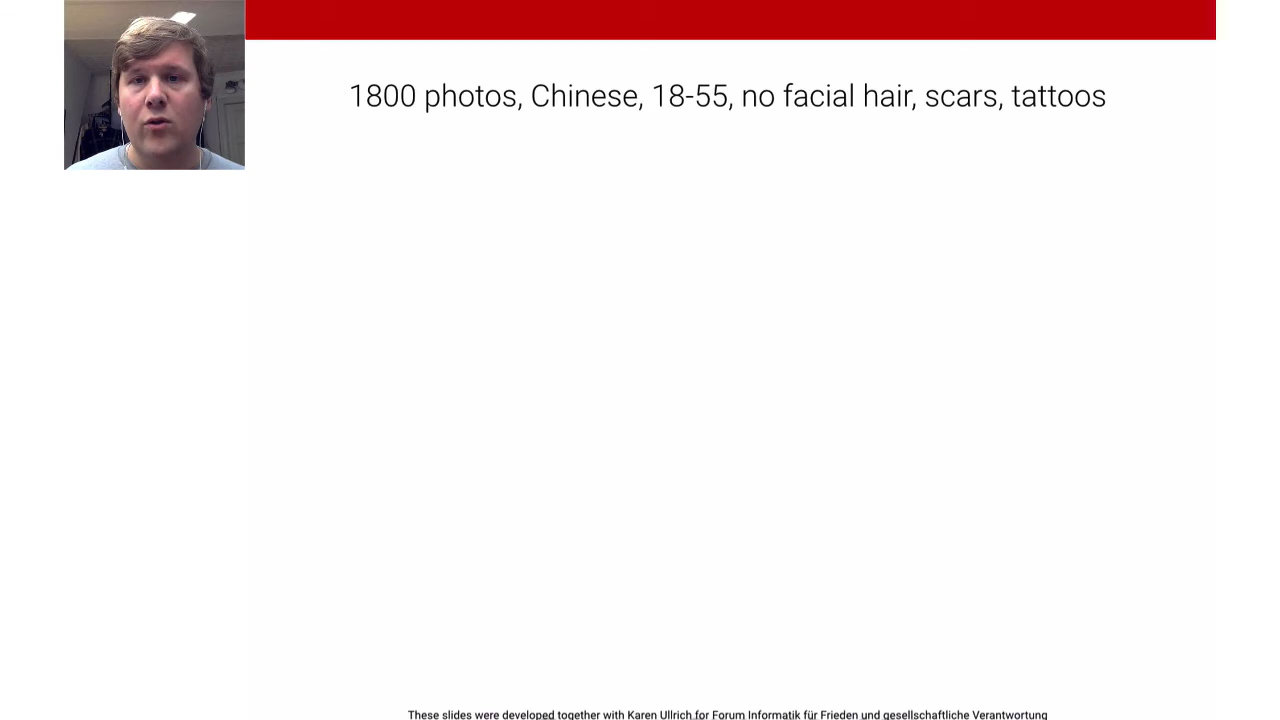 1800 photos, Chinese, 18-55, no facial hair, scars, tattoos
These slides were developed together with Karen Ullrich for Forum Informatik für Frieden und gesellschaftliche Verantwortung